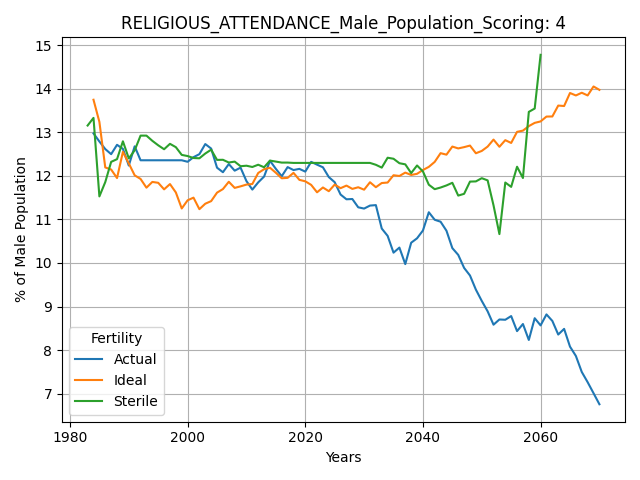 RELIGIOUS_ATTENDANCE_Male_Population_Scoring: 4
% of Male Population
15
14
13
12
11
10
9
8
7
Fertility
Actual
Ideal
Sterile
1980
2000
2020
2040
2060
Years